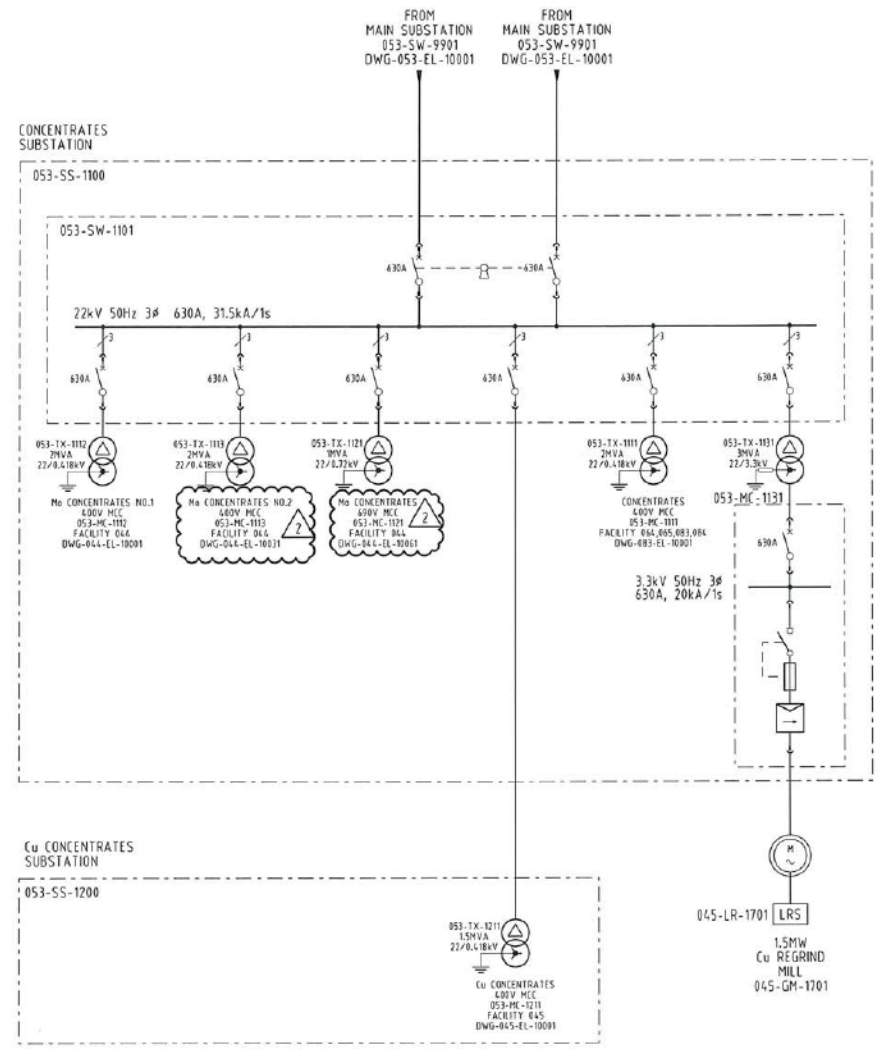 FROM
MAIN SUBSTATION
053-SW-9901
DWG-053-EL-10001
FROM
MAIN SUBSTATION
053-SW-9901
DWG-053-EL-10001
CONCENTRATES
SUBSTATION
053-SS-1100
053-SW-1101
630A
630A
22kV 50Hz 3ø 630A, 31.5kA/1s
3
3
3
3
3
630A
630A
630A
630A
630A
630A
053-TX-1112
2MVA
22/0.418kV
Mo CONCENTRATES NO.1
400V MCC
053-MC-1112
FACILITY 044
DWG-044-EL-10001
053-TX-1113
2MVA
22/0.418kV
Mo CONCENTRATES NO.2
400V MCC
053-MC-1113
FACILITY 044
DWG-044-EL-10031
2
053-TX-1121
1MVA
22/0.72kV
Mo CONCENTRATES
690V MCC
053-MC-1121
FACILITY 044
DWG-044-EL-10061
2
053-TX-1111
2MVA
22/0.418kV
CONCENTRATES
400V MCC
053-MC-1111
FACILITY 064,065,083,084
DWG-083-EL-10001
053-TX-1131
3MVA
22/3.3kV
053-MC-1131
630A
3.3kV 50Hz 3ø
630A, 20kA/1s
M
~
045-LR-1701 LRS
1.5MW
Cu REGRIND
MILL
045-GM-1701
Cu CONCENTRATES
SUBSTATION
053-SS-1200
053-TX-1211
1.5MVA
22/0.418kV
Cu CONCENTRATES
400V MCC
053-MC-1211
FACILITY 045
DWG-045-EL-10001